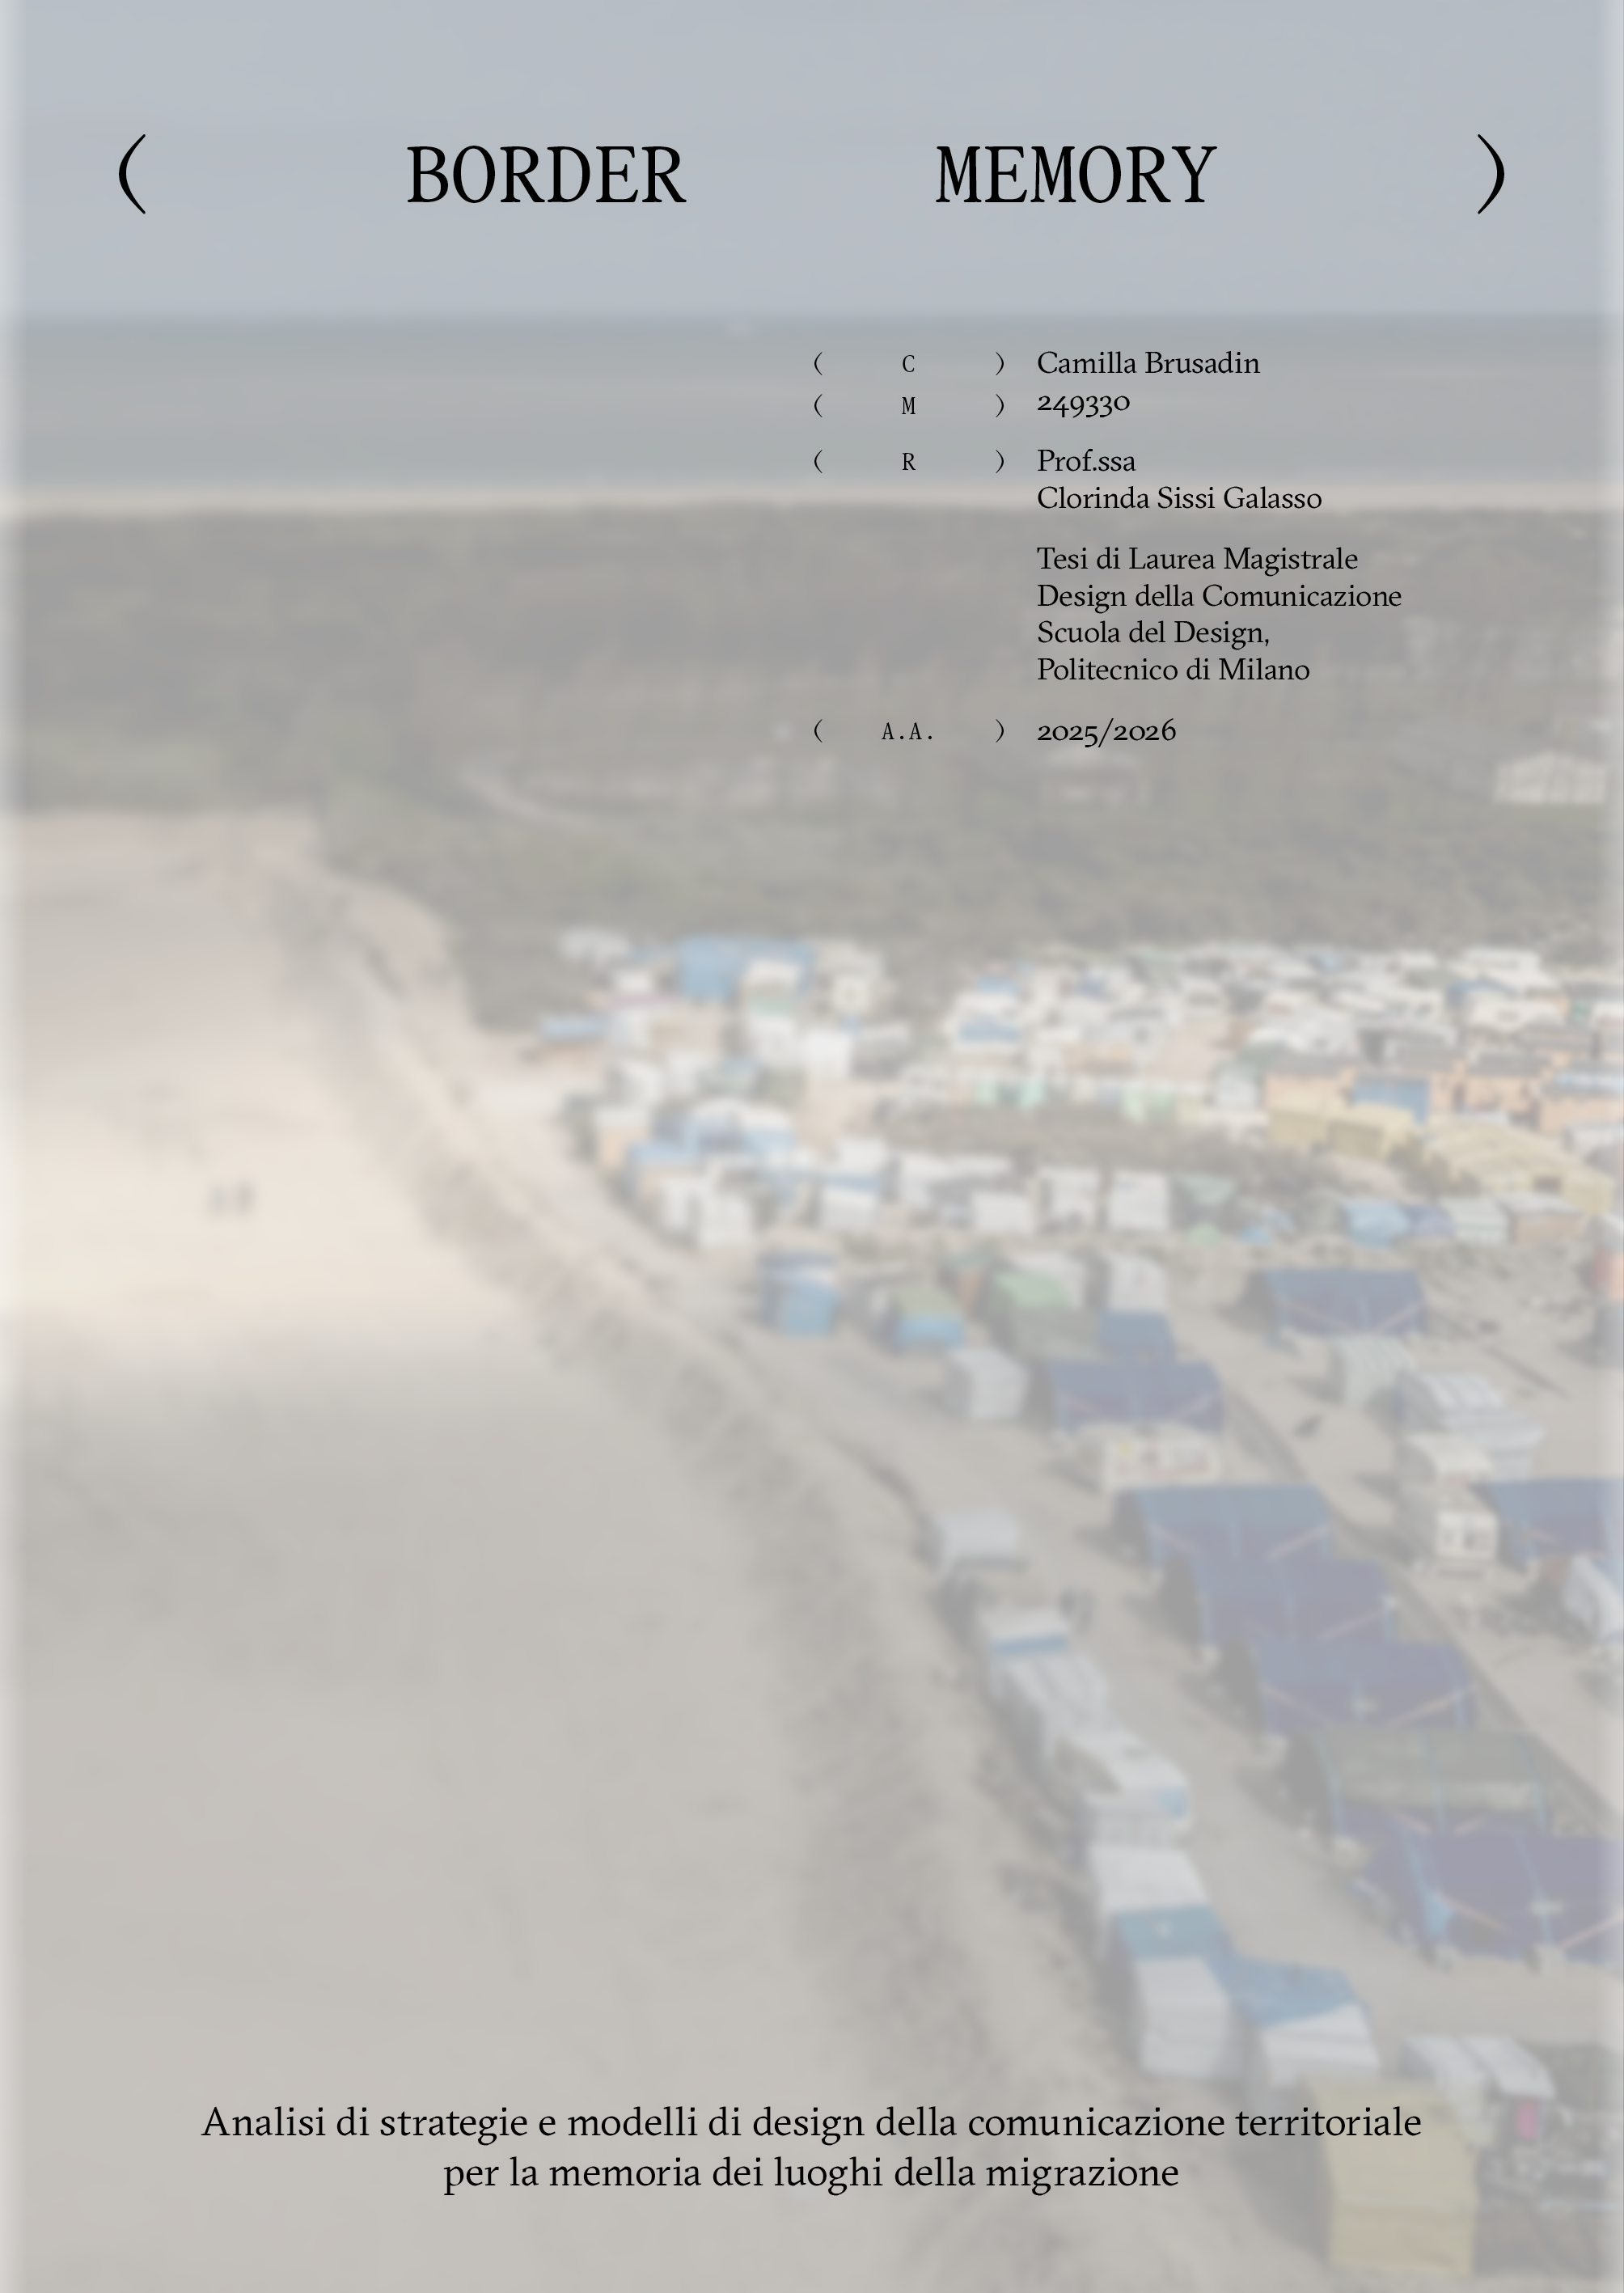 ( BORDER MEMORY )
( C ) Camilla Brusadin
( M ) 249330
( R ) Prof.ssa
Clorinda Sissi Galasso
Tesi di Laurea Magistrale
Design della Comunicazione
Scuola del Design,
Politecnico di Milano
( A.A. ) 2025/2026
Analisi di strategie e modelli di design della comunicazione territoriale
per la memoria dei luoghi della migrazione